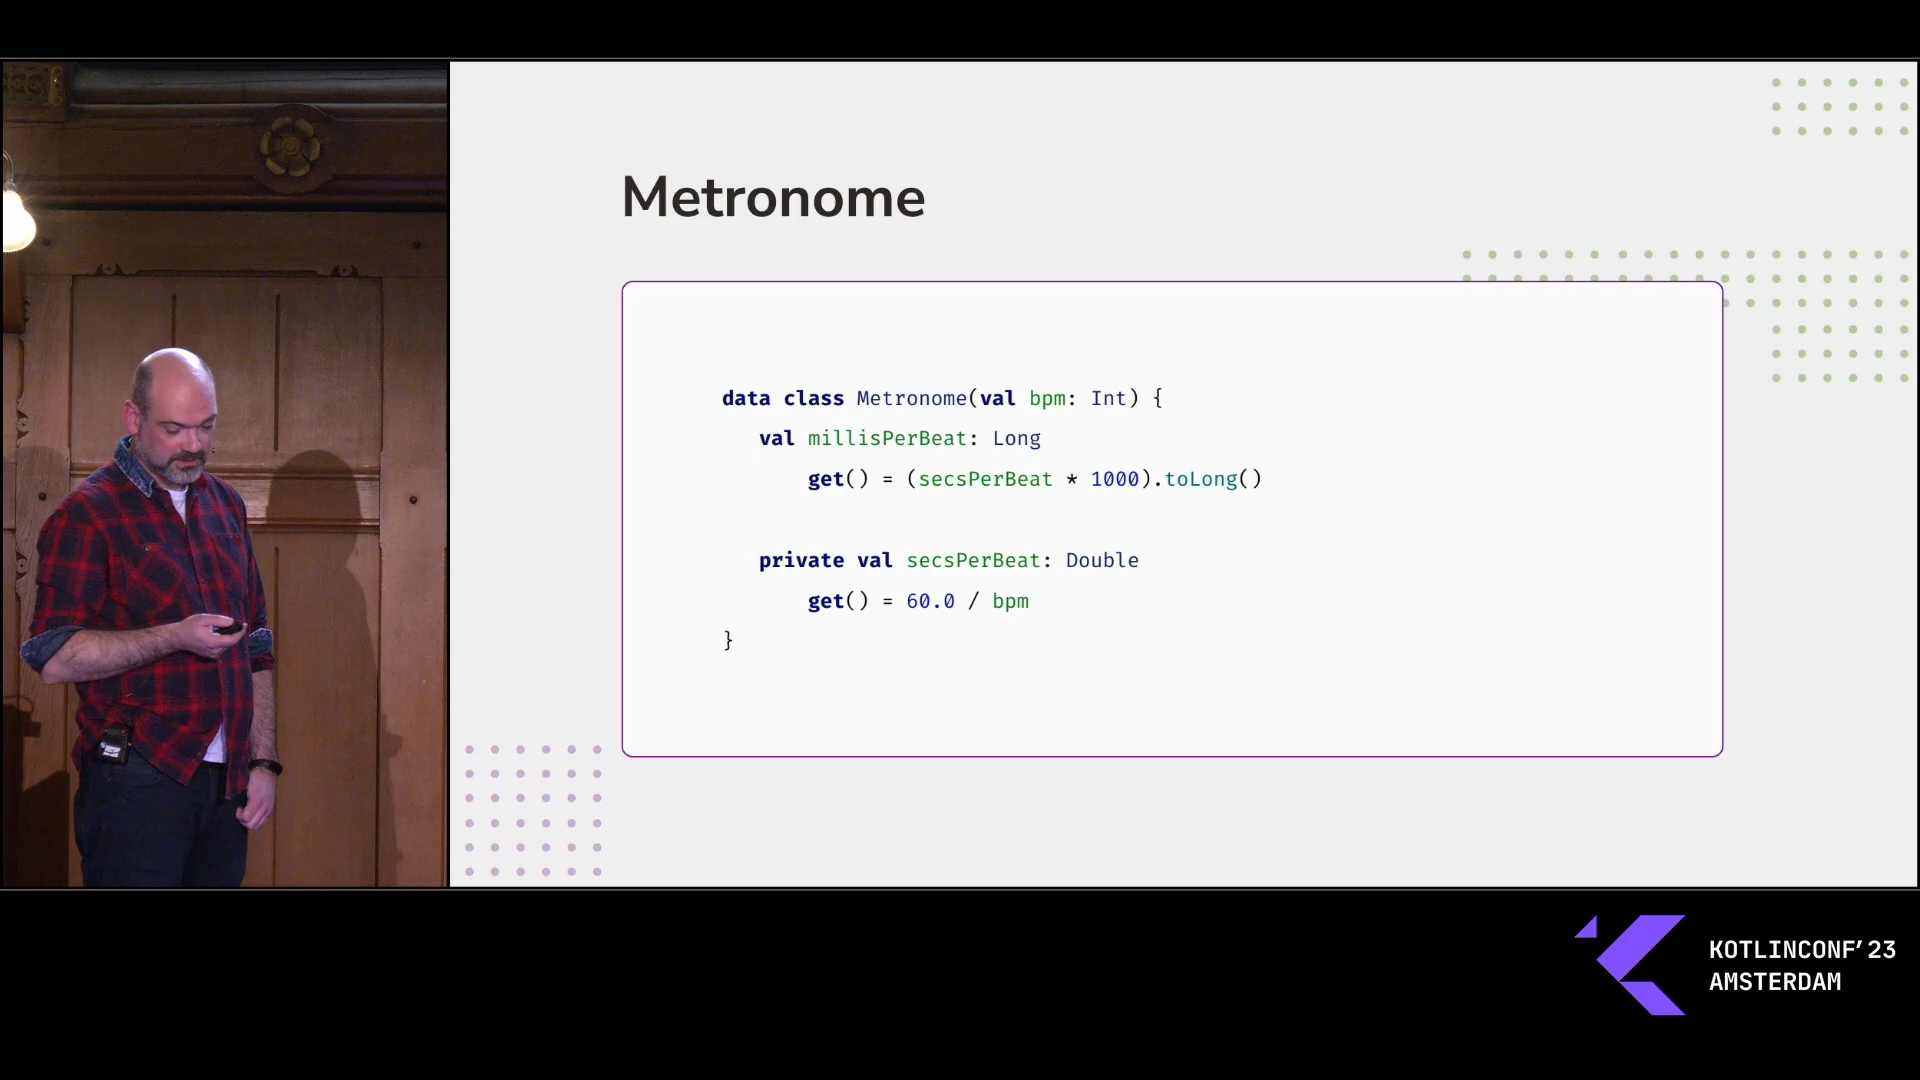 Metronome
data class Metronome(val bpm: Int) {
val millisPerBeat: Long
get() = (secsPerBeat * 1000).toLong()
private val secsPerBeat: Double
get() = 60.0 / bpm
}
KOTLINCONF’23
AMSTERDAM